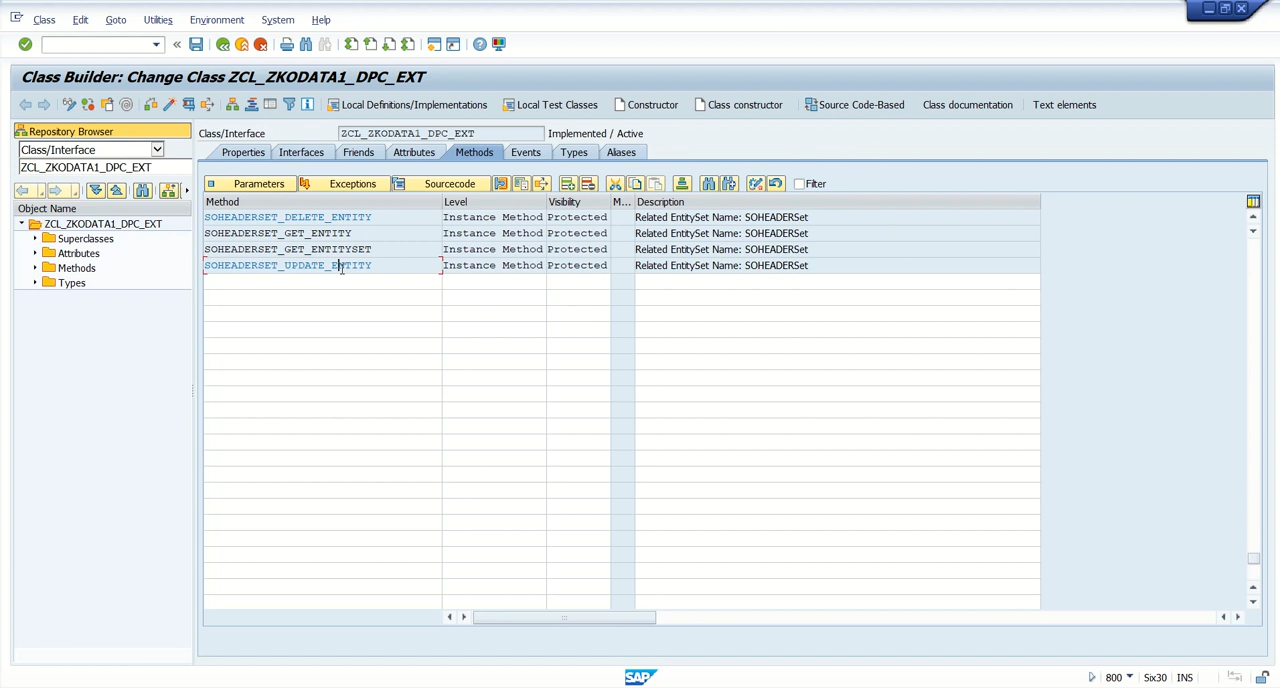 Class Edit Goto Utilities Environment System Help
Class Builder: Change Class ZCL_ZKODATA1_DPC_EXT
Local Definitions/Implementations Local Test Classes Constructor Class constructor Source Code-Based Class documentation Text elements
Repository Browser
Class/Interface
ZCL_ZKODATA1_DPC_EXT
Object Name
ZCL_ZKODATA1_DPC_EXT
Superclasses
Attributes
Methods
Types
Class/Interface ZCL_ZKODATA1_DPC_EXT Implemented / Active
Properties Interfaces Friends Attributes Methods Events Types Aliases
Parameters Exceptions Sourcecode Filter
Method Level Visibility M... Description
SOHEADERSET_DELETE_ENTITY Instance Method Protected Related EntitySet Name: SOHEADERSet
SOHEADERSET_GET_ENTITY Instance Method Protected Related EntitySet Name: SOHEADERSet
SOHEADERSET_GET_ENTITYSET Instance Method Protected Related EntitySet Name: SOHEADERSet
SOHEADERSET_UPDATE_ENTITY Instance Method Protected Related EntitySet Name: SOHEADERSet
SAP
800 Six30 INS